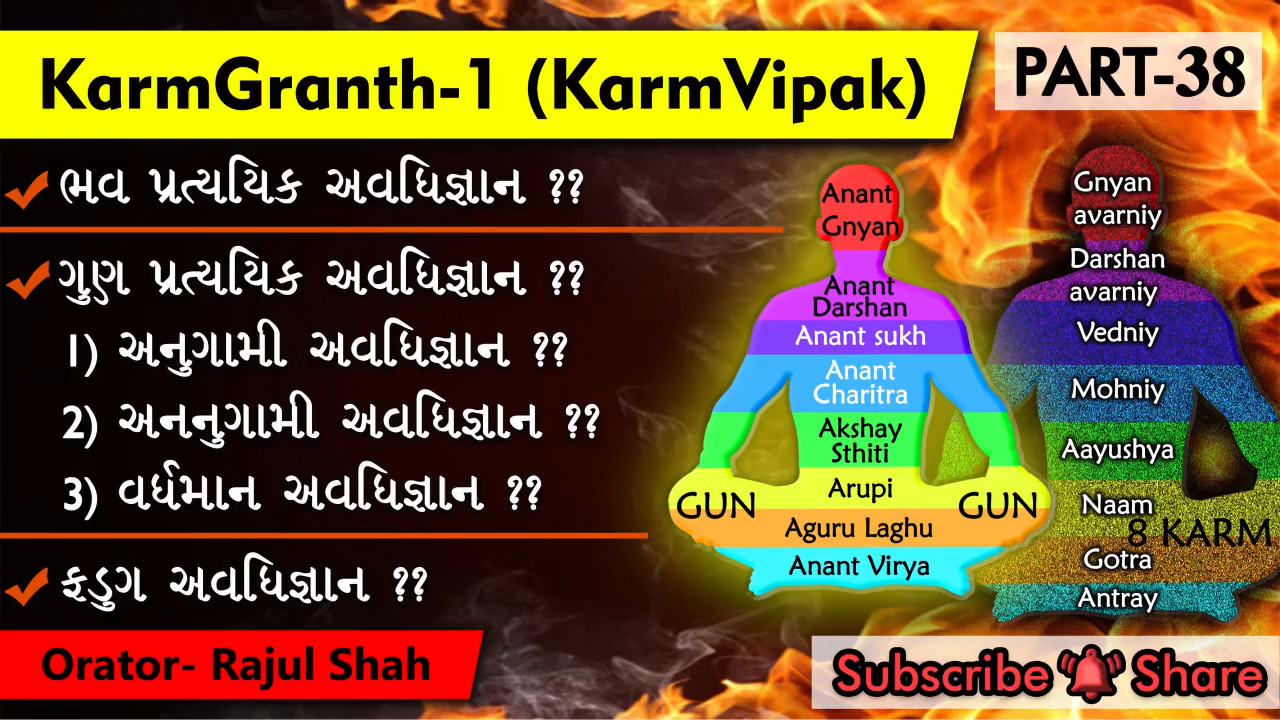 KarmGranth-1 (KarmVipak)
PART-38
ભવ પ્રત્યયિક અવધિજ્ઞાન ??
ગુણ પ્રત્યયિક અવધિજ્ઞાન ??
1) અનુગામી અવધિજ્ઞાન ??
2) અનનુગામી અવધિજ્ઞાન ??
3) વર્ધમાન અવધિજ્ઞાન ??
ફડુગ અવધિજ્ઞાન ??
Orator- Rajul Shah
Anant
Gnyan
Anant
Darshan
Anant sukh
Anant
Charitra
Akshay
Sthiti
Arupi
GUN GUN
Aguru Laghu
Anant Virya
Gnyan
avarniy
Darshan
avarniy
Vedniy
Mohniy
Aayushya
Naam
8 KARM
Gotra
Antray
Subscribe Share